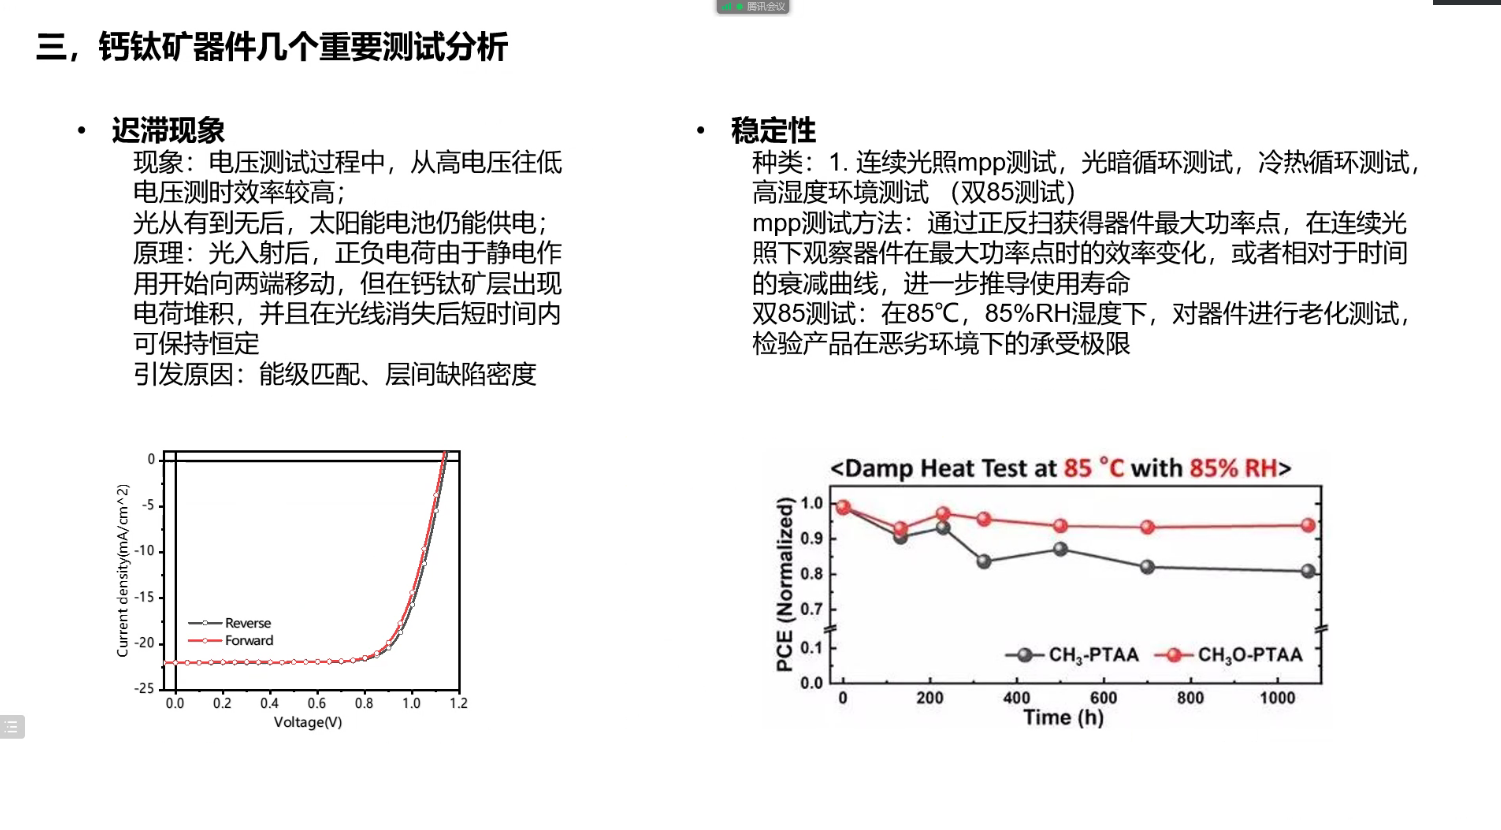 腾讯会议
三，钙钛矿器件几个重要测试分析
• 迟滞现象
现象：电压测试过程中，从高电压往低
电压测时效率较高；
光从有到无后，太阳能电池仍能供电；
原理：光入射后，正负电荷由于静电作
用开始向两端移动，但在钙钛矿层出现
电荷堆积，并且在光线消失后短时间内
可保持恒定
引发原因：能级匹配、层间缺陷密度
• 稳定性
种类：1. 连续光照mpp测试，光暗循环测试，冷热循环测试，
高湿度环境测试 （双85测试）
mpp测试方法：通过正反扫获得器件最大功率点，在连续光
照下观察器件在最大功率点时的效率变化，或者相对于时间
的衰减曲线，进一步推导使用寿命
双85测试：在85℃，85%RH湿度下，对器件进行老化测试，
检验产品在恶劣环境下的承受极限
Current density(mA/cm^2)
0
-5
-10
-15
-20
-25
Reverse
Forward
0.0 0.2 0.4 0.6 0.8 1.0 1.2
Voltage(V)
<Damp Heat Test at 85 °C with 85% RH>
PCE (Normalized)
1.0
0.9
0.8
0.7
0.1
0.0
CH3-PTAA CH3O-PTAA
0 200 400 600 800 1000
Time (h)